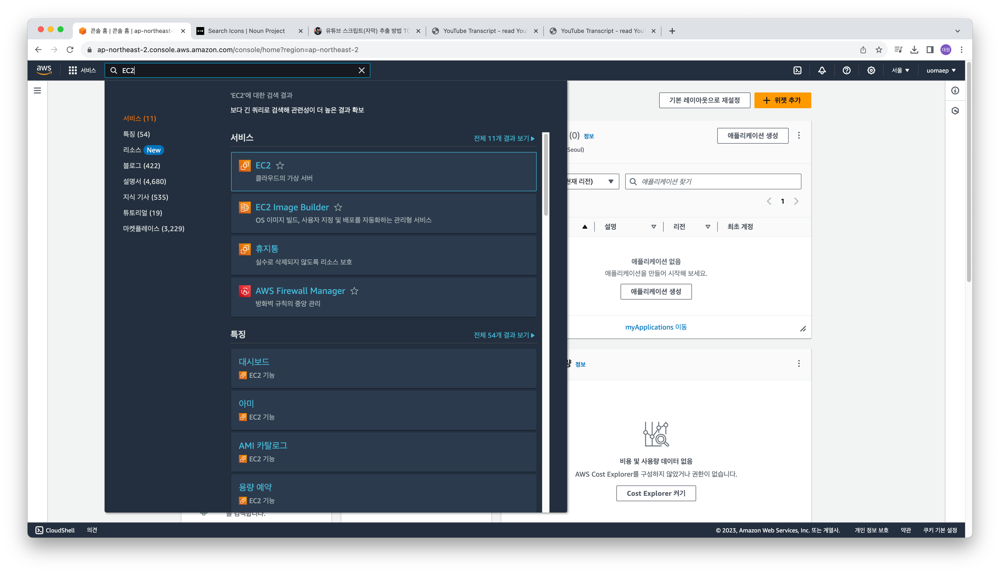 콘솔 홈 | 콘솔 홈 | ap-northeast-
Search Icons | Noun Project
유튜브 스크립트(자막) 추출 방법 TO
YouTube Transcript - read You
YouTube Transcript - read You
ap-northeast-2.console.aws.amazon.com/console/home?region=ap-northeast-2
대원
aws
서비스
EC2
서울 ▼
uomaep ▼
'EC2'에 대한 검색 결과
보다 긴 쿼리로 검색해 관련성이 더 높은 결과 확보
서비스 (11)
특징 (54)
리소스 New
블로그 (422)
설명서 (4,680)
지식 기사 (535)
튜토리얼 (19)
마켓플레이스 (3,229)
서비스
전체 11개 결과 보기 ▶
EC2
클라우드의 가상 서버
EC2 Image Builder
OS 이미지 빌드, 사용자 지정 및 배포를 자동화하는 관리형 서비스
휴지통
실수로 삭제되지 않도록 리소스 보호
AWS Firewall Manager
방화벽 규칙의 중앙 관리
특징
전체 54개 결과 보기 ▶
대시보드
EC2 기능
아미
EC2 기능
AMI 카탈로그
EC2 기능
용량 예약
EC2 기능
를 검색합니다.
기본 레이아웃으로 재설정
+ 위젯 추가
(0) 정보
애플리케이션 생성
Seoul)
현재 리전)
애플리케이션 찾기
1
설명
리전
최초 계정
애플리케이션 없음
애플리케이션을 만들어 시작해 보세요.
애플리케이션 생성
myApplications 이동
량 정보
비용 및 사용량 데이터 없음
AWS Cost Explorer를 구성하지 않았거나 권한이 없습니다.
Cost Explorer 켜기
CloudShell
의견
© 2023, Amazon Web Services, Inc. 또는 계열사.
개인 정보 보호
약관
쿠키 기본 설정